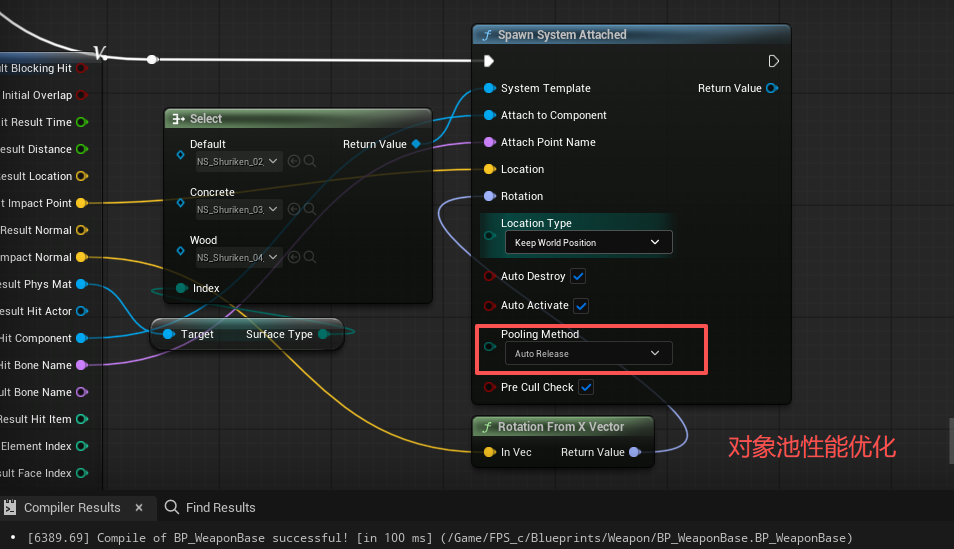 Spawn System Attached
ult Blocking Hit
Initial Overlap
it Result Time
esult Distance
esult Location
t Impact Point
Result Normal
mpact Normal
esult Phys Mat
esult Hit Actor
Hit Component
Hit Bone Name
ult Bone Name
Result Hit Item
Element Index
sult Face Index
Select
Default
Return Value
NS_Shuriken_02
Concrete
NS_Shuriken_03
Wood
NS_Shuriken_04
Index
Target
Surface Type
System Template
Return Value
Attach to Component
Attach Point Name
Location
Rotation
Location Type
Keep World Position
Auto Destroy
Auto Activate
Pooling Method
Auto Release
Pre Cull Check
Rotation From X Vector
In Vec
Return Value
对象池性能优化
Compiler Results
Find Results
[6389.69] Compile of BP_WeaponBase successful! [in 100 ms] (/Game/FPS_c/Blueprints/Weapon/BP_WeaponBase.BP_WeaponBase)